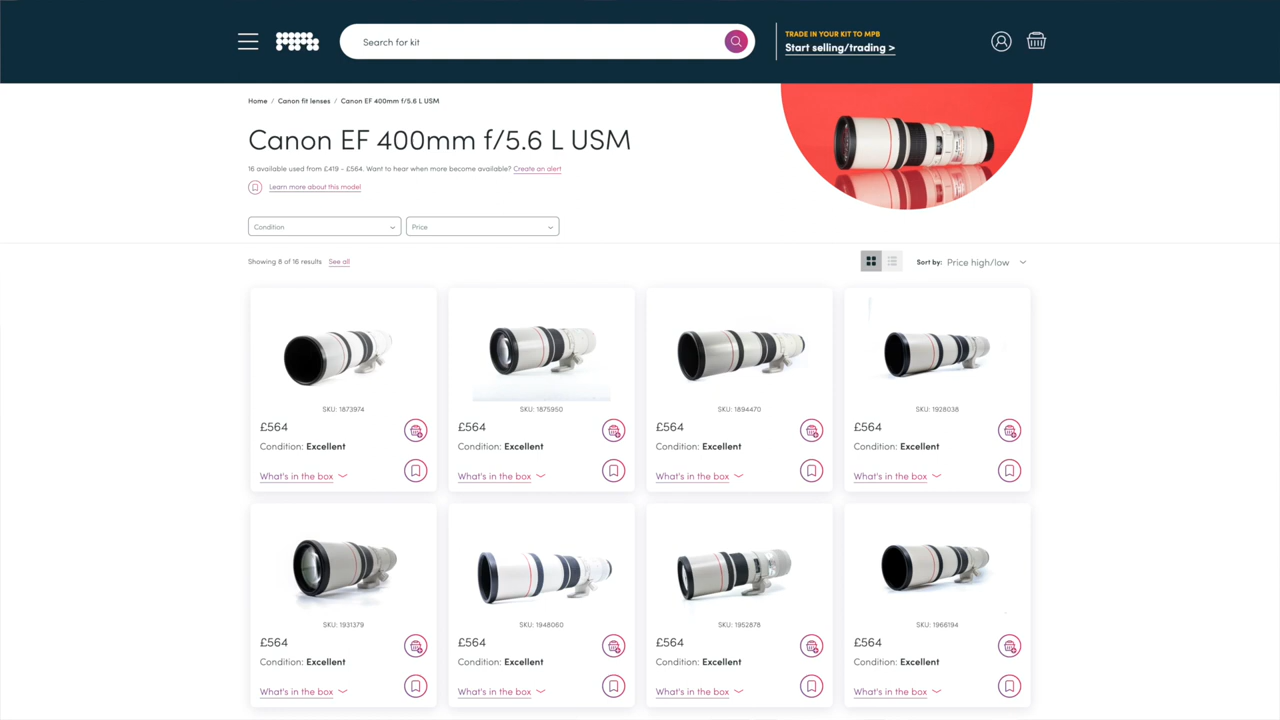 mpb
Search for kit
TRADE IN YOUR KIT TO MPB
Start selling/trading >
Home / Canon fit lenses / Canon EF 400mm f/5.6 L USM
Canon EF 400mm f/5.6 L USM
16 available used from £419 - £564. Want to hear when more become available? Create an alert
Learn more about this model
Condition Price
Showing 8 of 16 results See all
Sort by: Price high/low
SKU: 1873974 SKU: 1875950 SKU: 1894470 SKU: 1928038
£564 £564 £564 £564
Condition: Excellent Condition: Excellent Condition: Excellent Condition: Excellent
What's in the box What's in the box What's in the box What's in the box
SKU: 1931379 SKU: 1948060 SKU: 1952878 SKU: 1966194
£564 £564 £564 £564
Condition: Excellent Condition: Excellent Condition: Excellent Condition: Excellent
What's in the box What's in the box What's in the box What's in the box